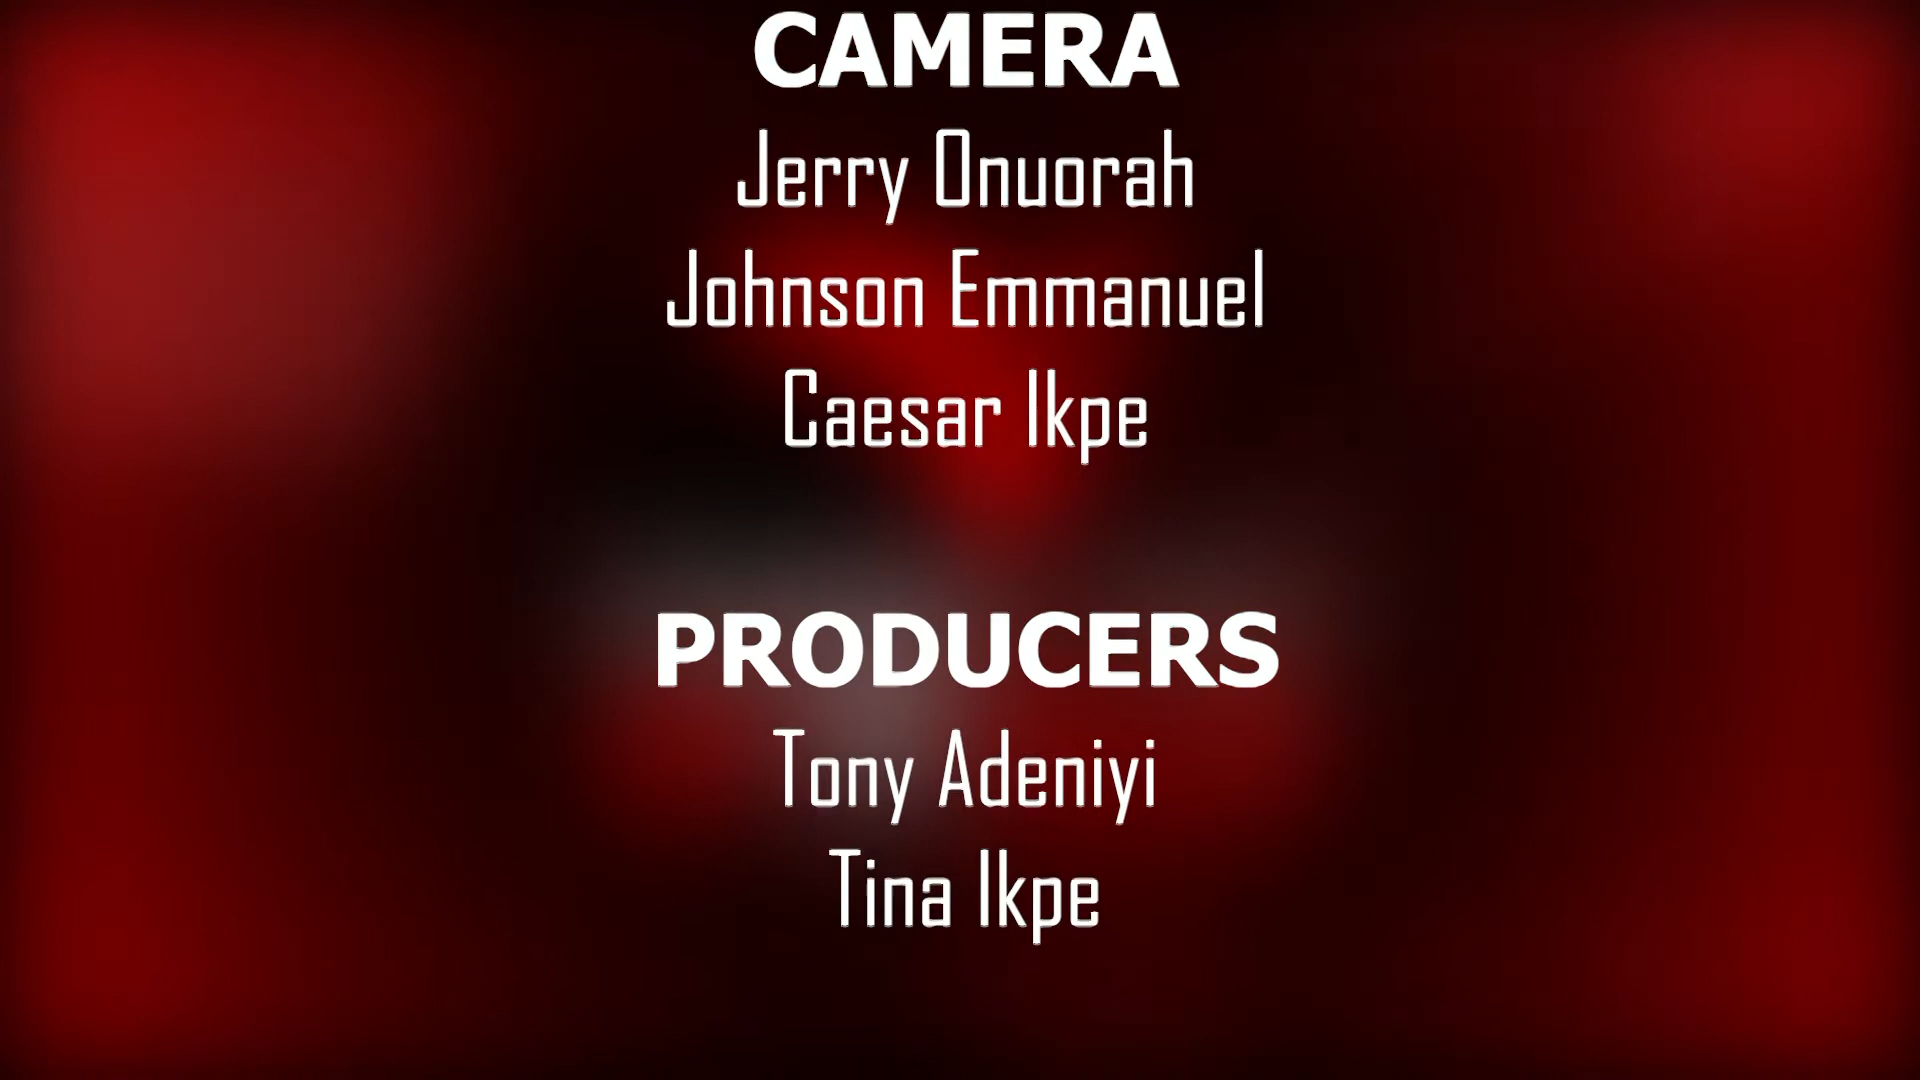 CAMERA
Jerry Onuorah
Johnson Emmanuel
Caesar Ikpe
PRODUCERS
Tony Adeniyi
Tina Ikpe